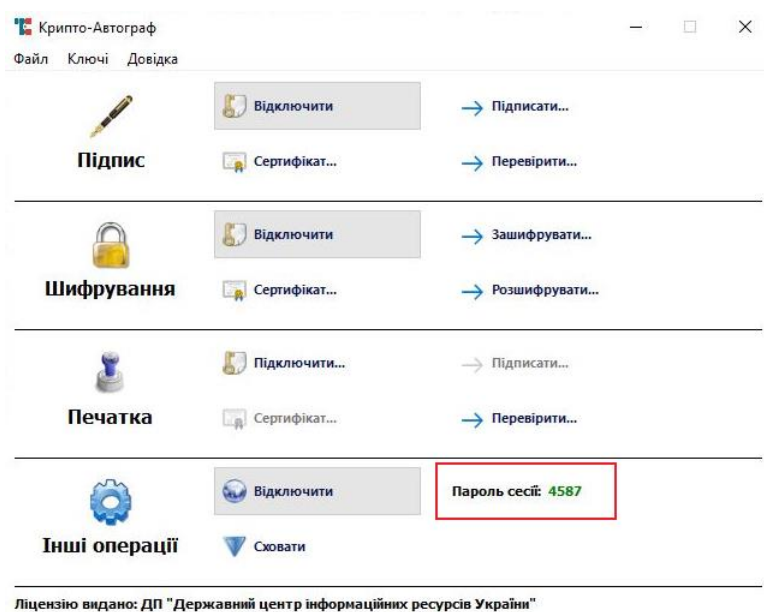 Крипто-Автограф
Файл Ключі Довідка
Відключити Підписати...
Підпис Сертифікат... Перевірити...
Відключити Зашифрувати...
Шифрування Сертифікат... Розшифрувати...
Підключити... Підписати...
Печатка Сертифікат... Перевірити...
Відключити Пароль сесії: 4587
Інші операції Сховати
Ліцензію видано: ДП "Державний центр інформаційних ресурсів України"